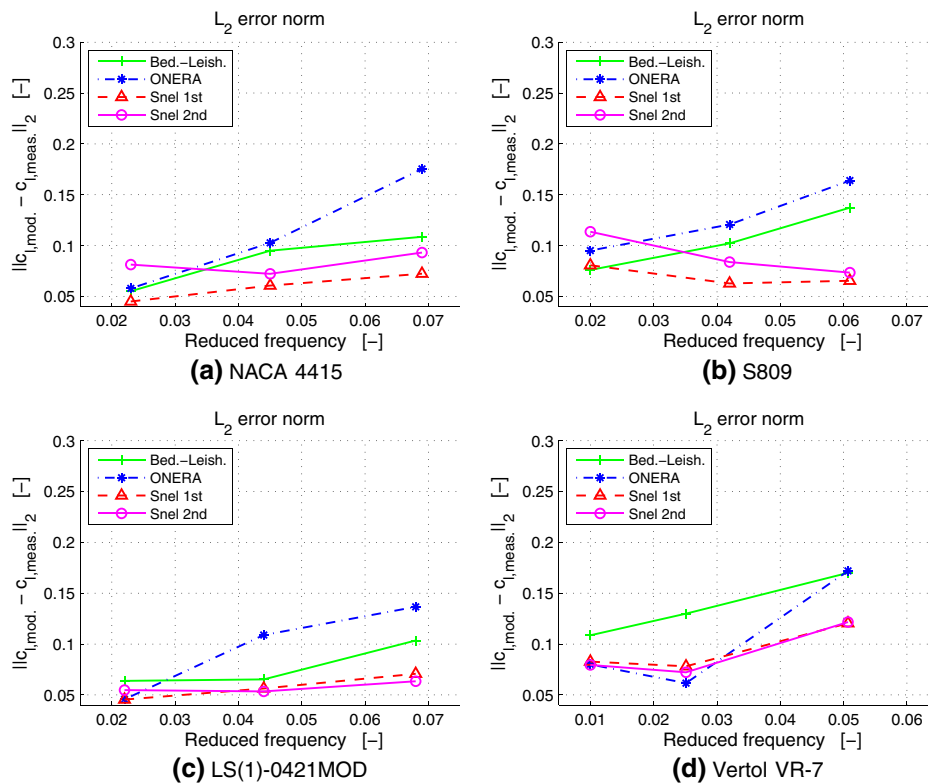 L2 error norm
||cl,mod. − cl,meas.||2 [−]
0.3
0.25
0.2
0.15
0.1
0.05
Bed.−Leish.
ONERA
Snel 1st
Snel 2nd
0.02 0.03 0.04 0.05 0.06 0.07
Reduced frequency [−]
(a) NACA 4415
L2 error norm
||cl,mod. − cl,meas.||2 [−]
0.3
0.25
0.2
0.15
0.1
0.05
Bed.−Leish.
ONERA
Snel 1st
Snel 2nd
0.02 0.03 0.04 0.05 0.06 0.07
Reduced frequency [−]
(b) S809
L2 error norm
||cl,mod. − cl,meas.||2 [−]
0.3
0.25
0.2
0.15
0.1
0.05
Bed.−Leish.
ONERA
Snel 1st
Snel 2nd
0.02 0.03 0.04 0.05 0.06 0.07
Reduced frequency [−]
(c) LS(1)-0421MOD
L2 error norm
||cl,mod. − cl,meas.||2 [−]
0.3
0.25
0.2
0.15
0.1
0.05
Bed.−Leish.
ONERA
Snel 1st
Snel 2nd
0.01 0.02 0.03 0.04 0.05 0.06
Reduced frequency [−]
(d) Vertol VR-7